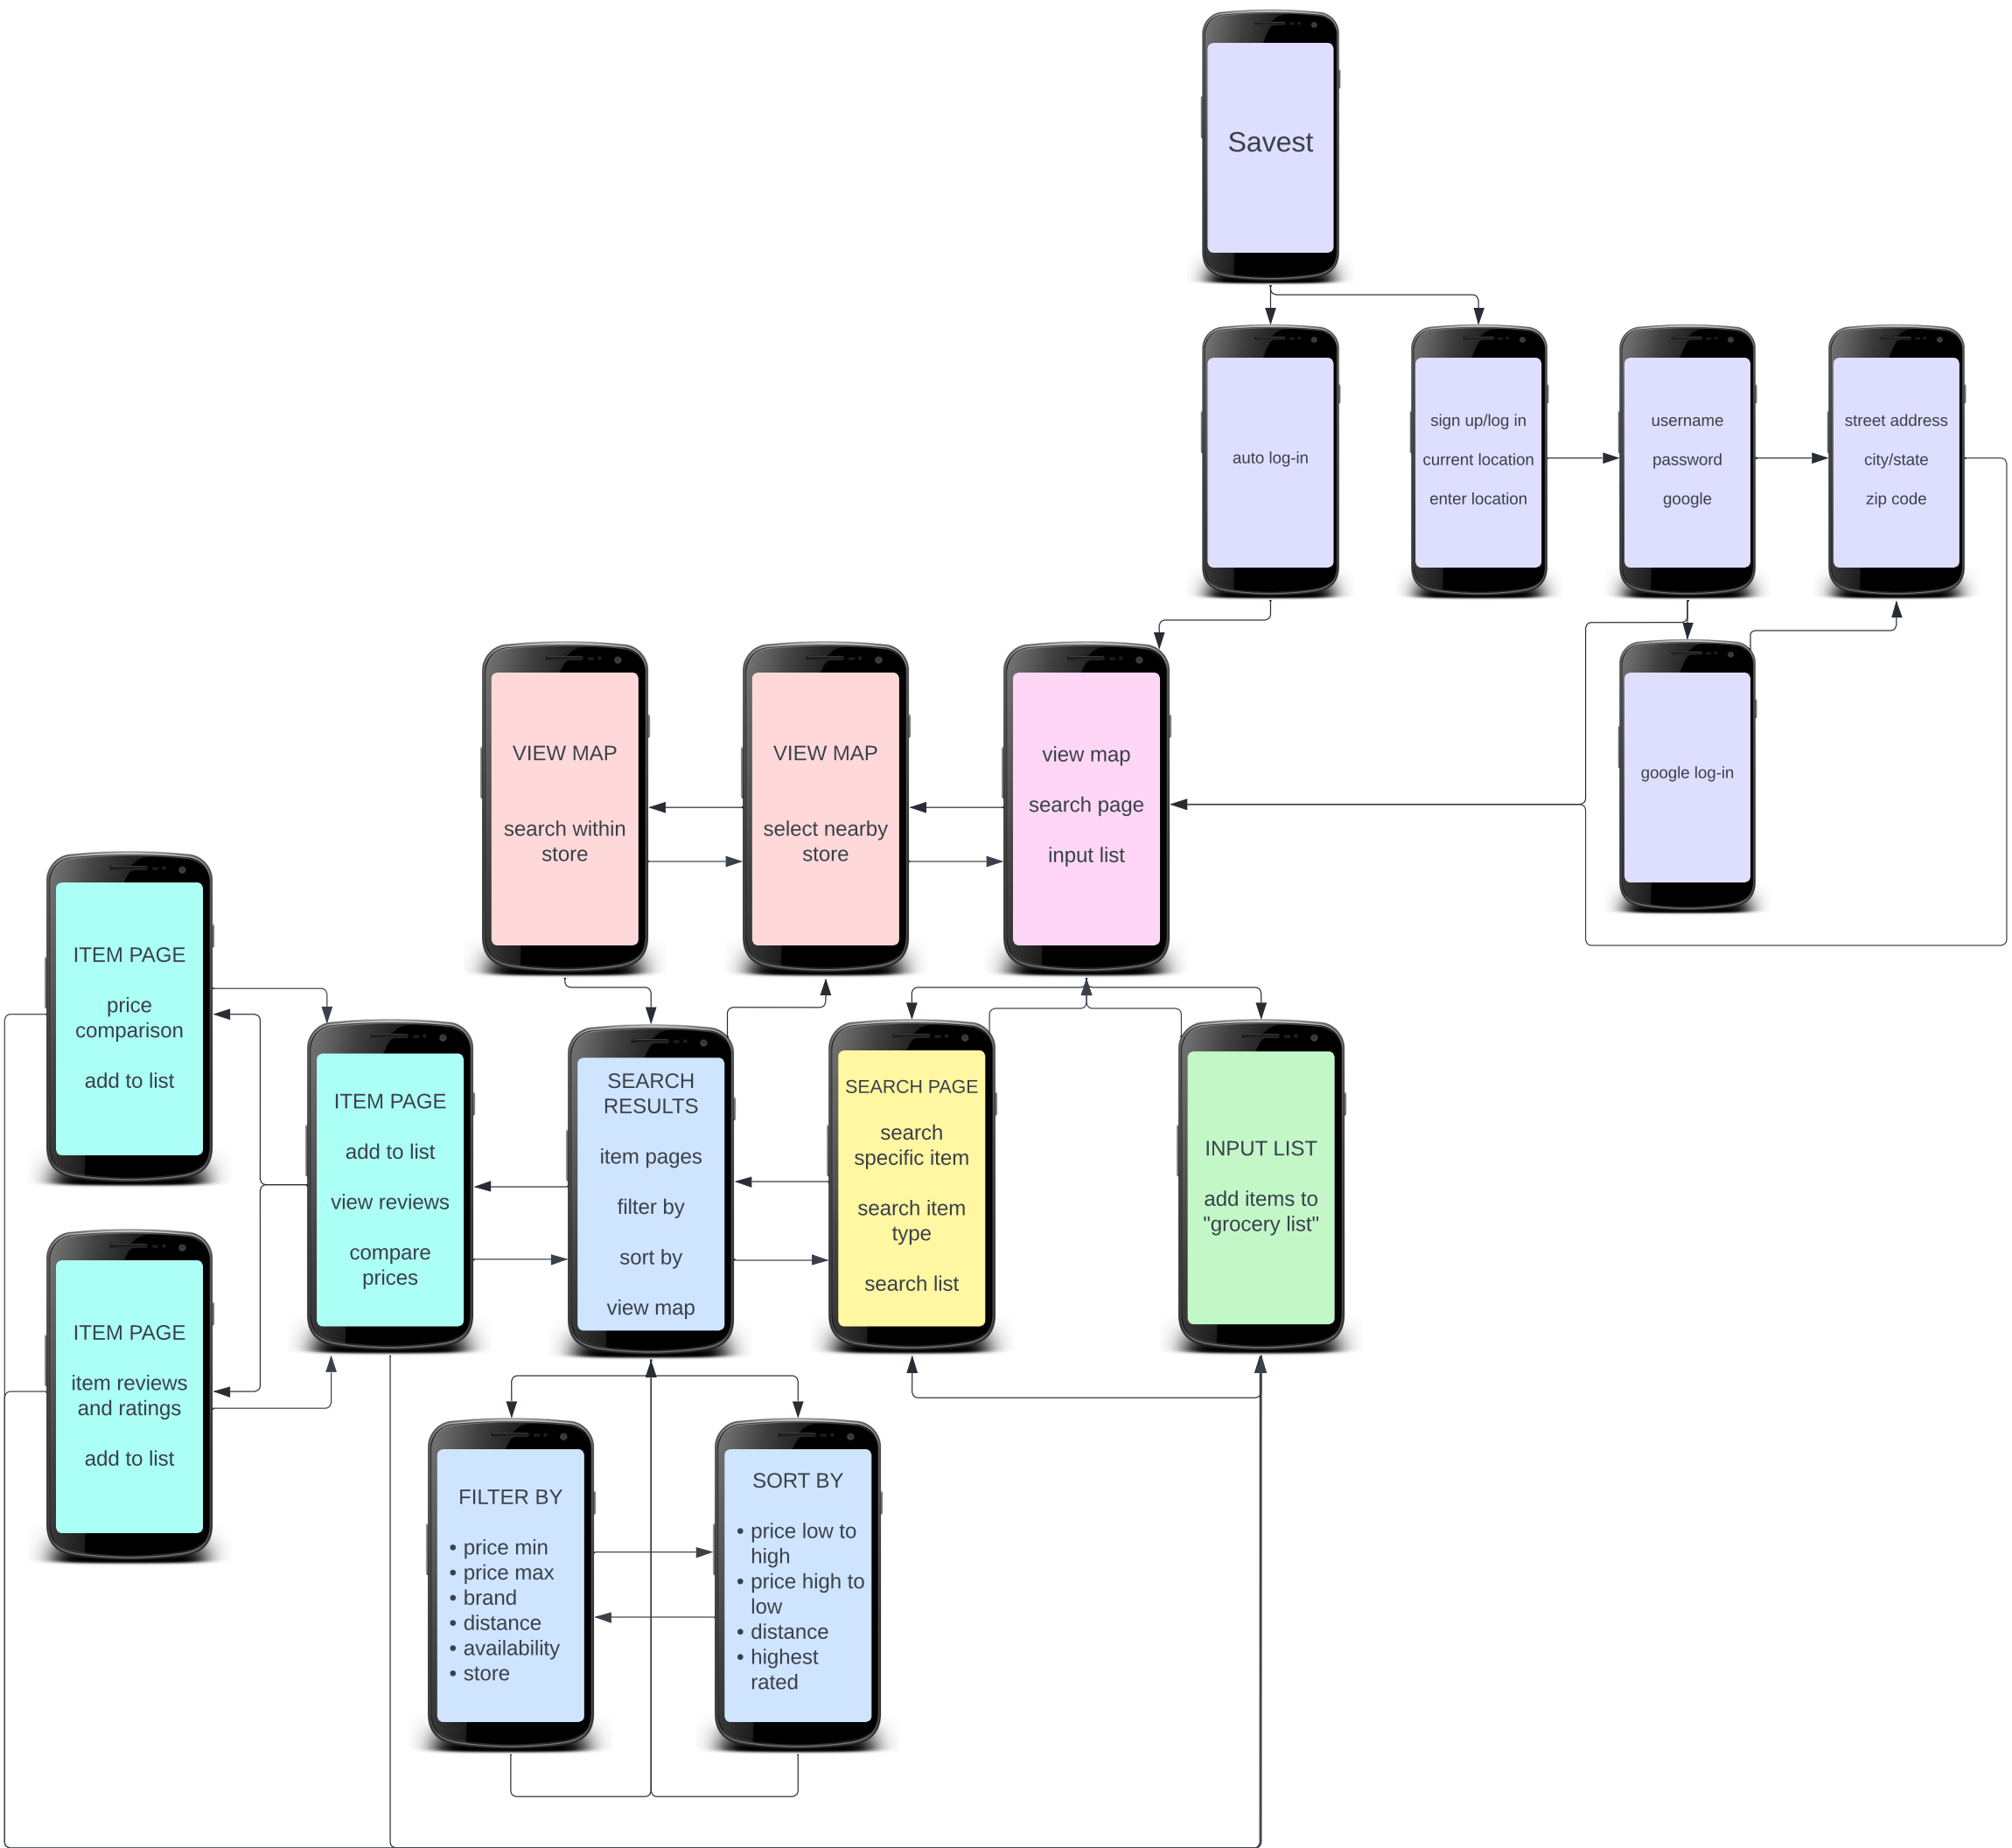 Savest
auto log-in
sign up/log in
current location
enter location
username
password
google
street address
city/state
zip code
VIEW MAP
search within
store
VIEW MAP
select nearby
store
view map
search page
input list
google log-in
ITEM PAGE
price
comparison
add to list
ITEM PAGE
add to list
view reviews
compare
prices
SEARCH
RESULTS
item pages
filter by
sort by
view map
SEARCH PAGE
search
specific item
search item
type
search list
INPUT LIST
add items to
"grocery list"
ITEM PAGE
item reviews
and ratings
add to list
FILTER BY
• price min
• price max
• brand
• distance
• availability
• store
SORT BY
• price low to
high
• price high to
low
• distance
• highest
rated